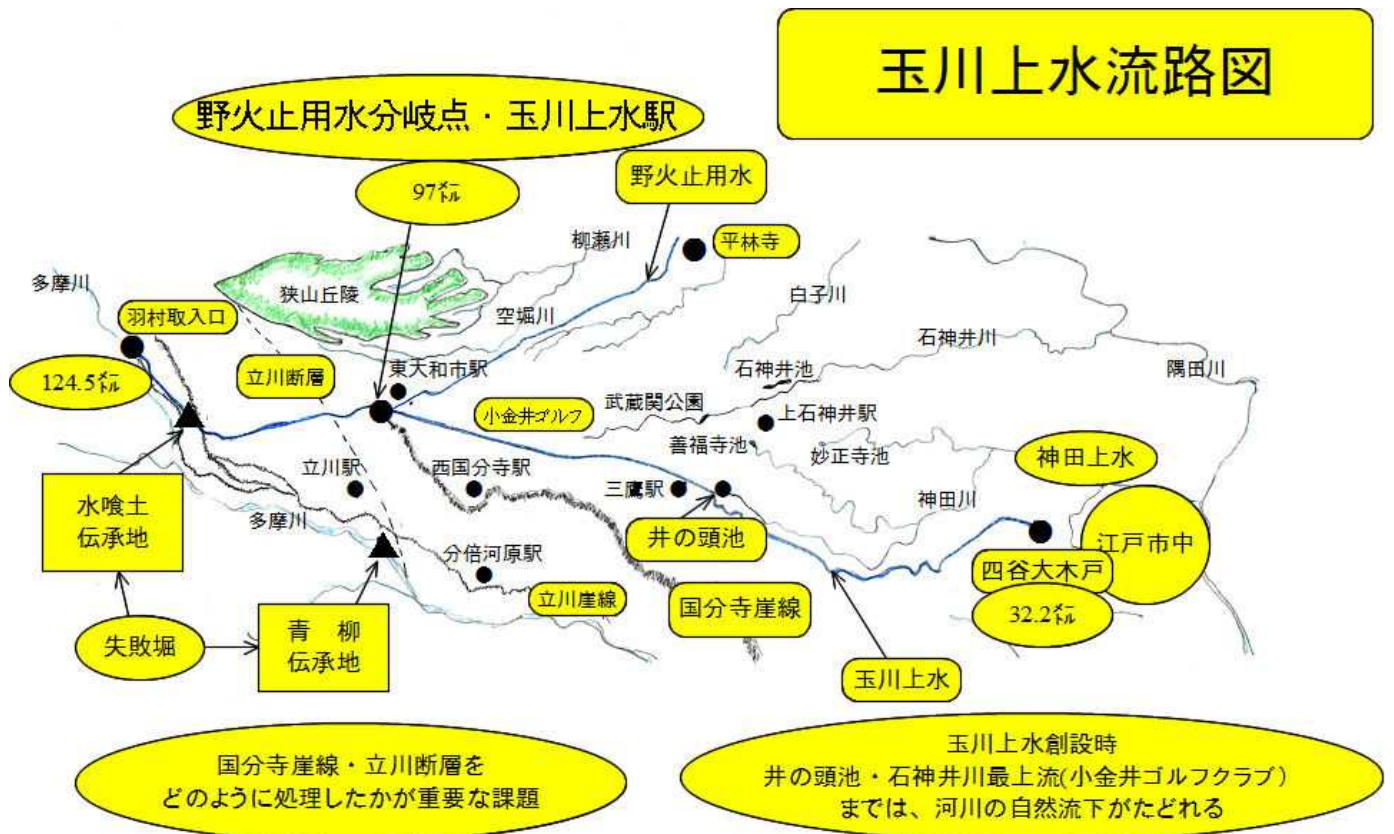 玉川上水流路図
野火止用水分岐点・玉川上水駅
97㍍
野火止用水
柳瀬川
平林寺
多摩川
狭山丘陵
白子川
羽村取入口
空堀川
石神井川
124.5㍍
立川断層
東大和市駅
石神井池
隅田川
小金井ゴルフ
武蔵関公園
上石神井駅
善福寺池
妙正寺池
神田上水
立川駅
西国分寺駅
三鷹駅
神田川
水喰土
伝承地
多摩川
井の頭池
江戸市中
分倍河原駅
四谷大木戸
立川崖線
国分寺崖線
32.2㍍
失敗堀
青 柳
伝承地
玉川上水
国分寺崖線・立川断層を
どのように処理したかが重要な課題
玉川上水創設時
井の頭池・石神井川最上流(小金井ゴルフクラブ)
までは、河川の自然流下がたどれる